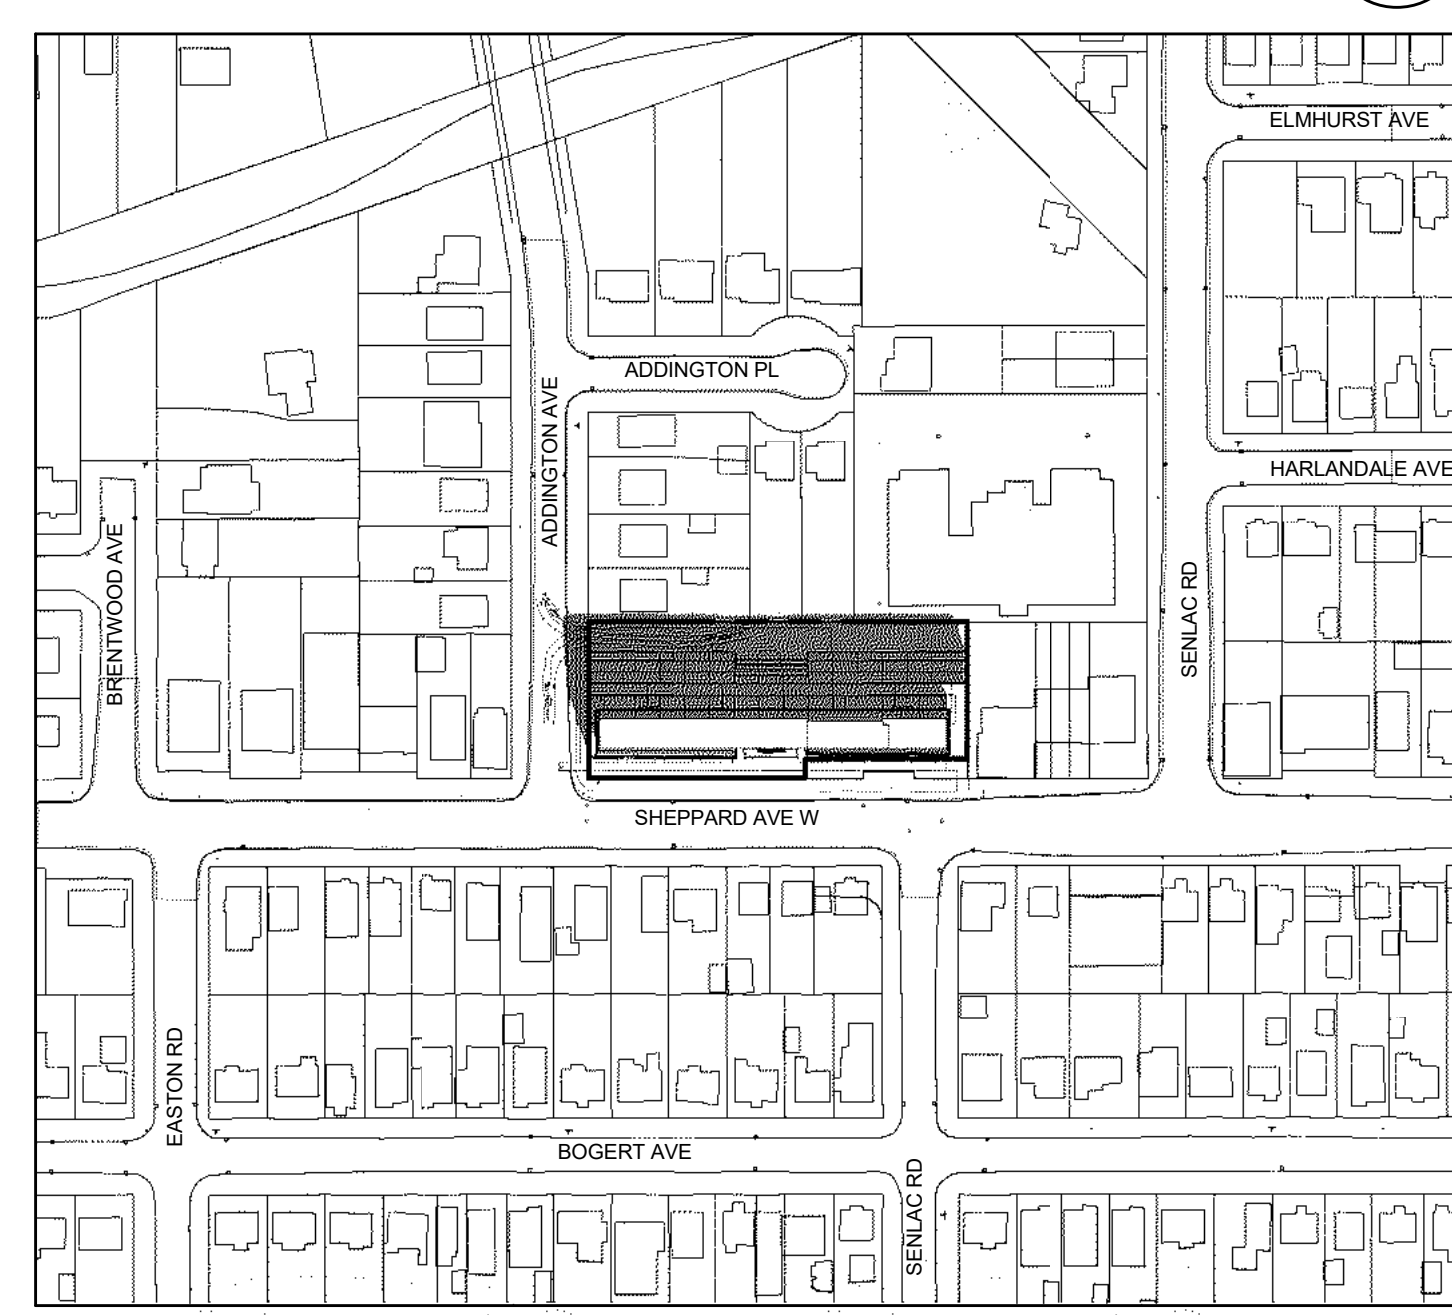 ELMHURST AVE
ADDINGTON PL
ADDINGTON AVE
HARLANDALE AVE
BRENTWOOD AVE
SENLAC RD
SHEPPARD AVE W
EASTON RD
BOGERT AVE
SENLAC RD